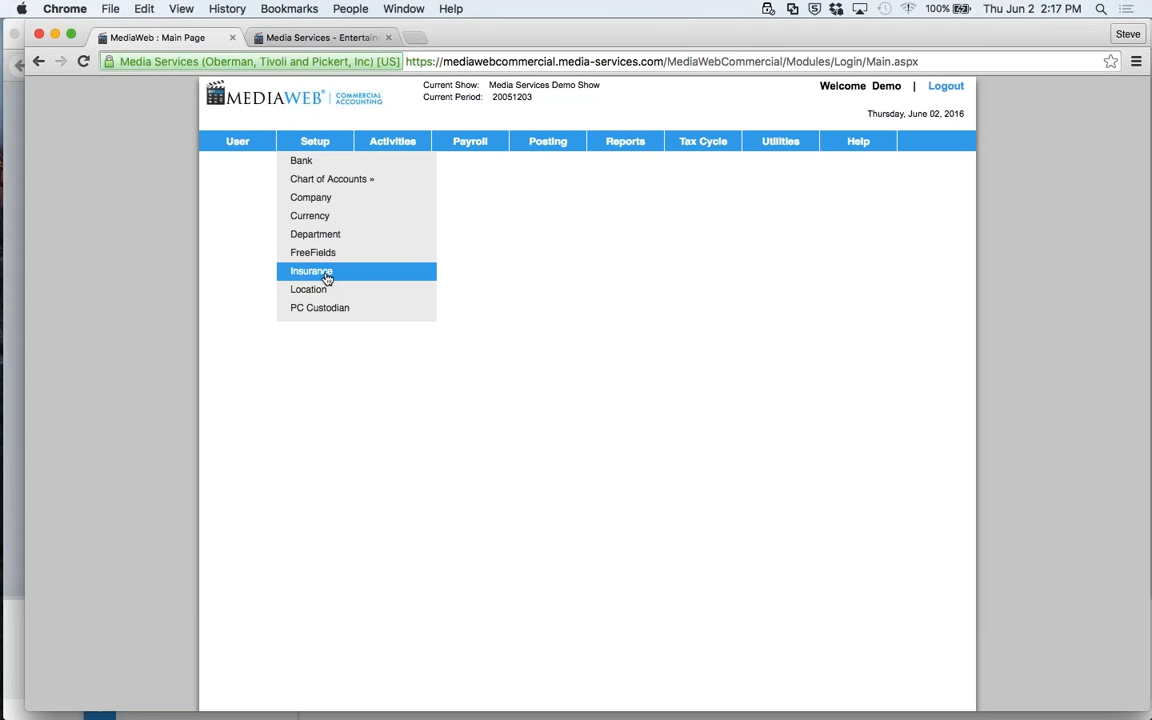 Chrome File Edit View History Bookmarks People Window Help 100% Thu Jun 2 2:17 PM
MediaWeb : Main Page Media Services - Entertain Steve
Media Services (Oberman, Tivoli and Pickert, Inc) [US] https://mediawebcommercial.media-services.com/MediaWebCommercial/Modules/Login/Main.aspx
MEDIAWEB® | COMMERCIAL ACCOUNTING
Current Show: Media Services Demo Show
Current Period: 20051203
Welcome Demo | Logout
Thursday, June 02, 2016
User Setup Activities Payroll Posting Reports Tax Cycle Utilities Help
Bank
Chart of Accounts »
Company
Currency
Department
FreeFields
Insurance
Location
PC Custodian